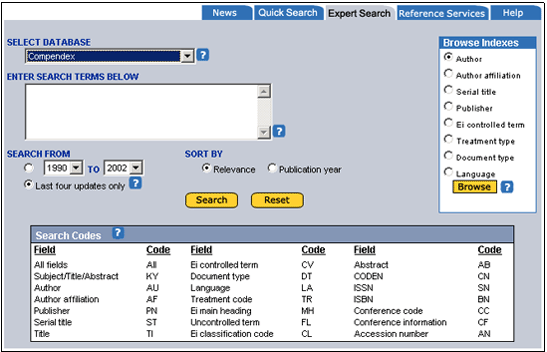 News Quick Search Expert Search Reference Services Help
SELECT DATABASE
Compendex ?
ENTER SEARCH TERMS BELOW
?
SEARCH FROM
1990 TO 2002
Last four updates only ?
SORT BY
Relevance Publication year
Search Reset
Browse Indexes
Author
Author affiliation
Serial title
Publisher
Ei controlled term
Treatment type
Document type
Language
Browse ?
Search Codes ?
Field Code Field Code Field Code
All fields All Ei controlled term CV Abstract AB
Subject/Title/Abstract KY Document type DT CODEN CN
Author AU Language LA ISSN SN
Author affiliation AF Treatment code TR ISBN BN
Publisher PN Ei main heading MH Conference code CC
Serial title ST Uncontrolled term FL Conference information CF
Title TI Ei classification code CL Accession number AN